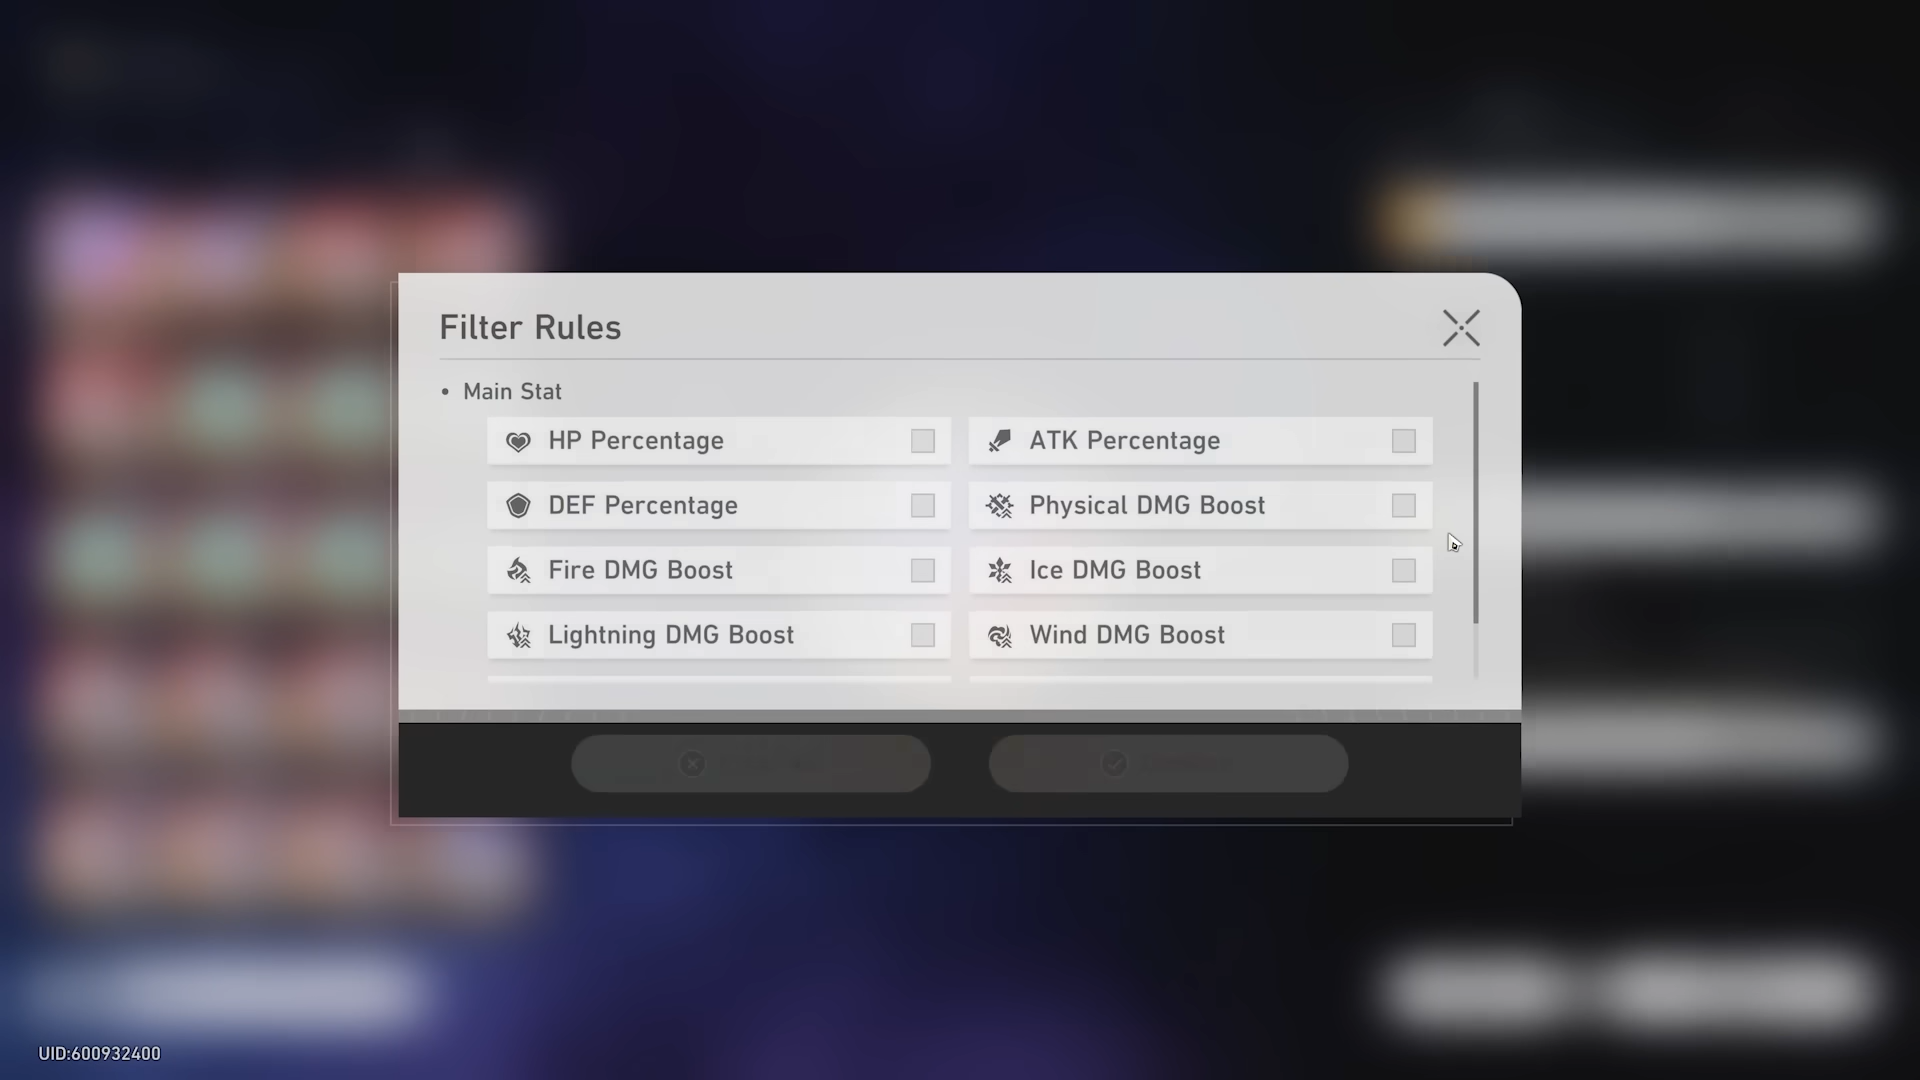 Filter Rules
• Main Stat
HP Percentage
ATK Percentage
DEF Percentage
Physical DMG Boost
Fire DMG Boost
Ice DMG Boost
Lightning DMG Boost
Wind DMG Boost
UID:600932400